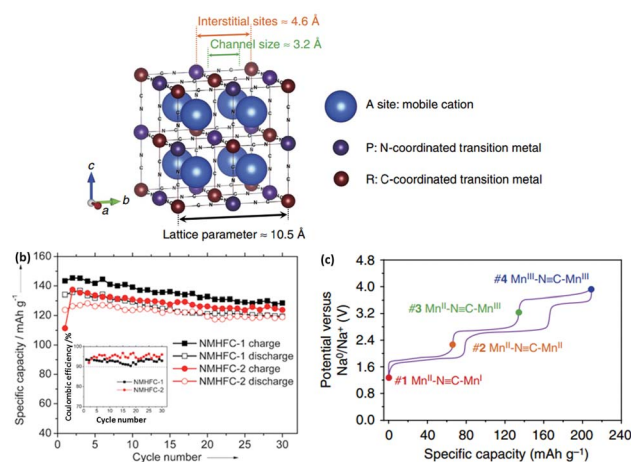 Interstitial sites ≈ 4.6 Å
Channel size ≈ 3.2 Å
A site: mobile cation
P: N-coordinated transition metal
R: C-coordinated transition metal
c
b
a
Lattice parameter ≈ 10.5 Å
(b)
Specific capacity / mAh g⁻¹
160
140
120
100
80
60
40
NMHFC-1 charge
NMHFC-1 discharge
NMHFC-2 charge
NMHFC-2 discharge
Coulombic efficiency /%
100
90
80
NMHFC-1
NMHFC-2
0 5 10 15 20 25 30
Cycle number
0 5 10 15 20 25 30
Cycle number
(c)
Potential versus
Na⁰/Na⁺ (V)
4.8
4.0
3.2
2.4
1.6
0.8
0.0
#4 Mnᴵᴵᴵ-N≡C-Mnᴵᴵᴵ
#3 Mnᴵᴵ-N≡C-Mnᴵᴵᴵ
#2 Mnᴵᴵ-N≡C-Mnᴵᴵ
#1 Mnᴵᴵ-N≡C-Mnᴵ
0 40 80 120 160 200 240
Specific capacity (mAh g⁻¹)